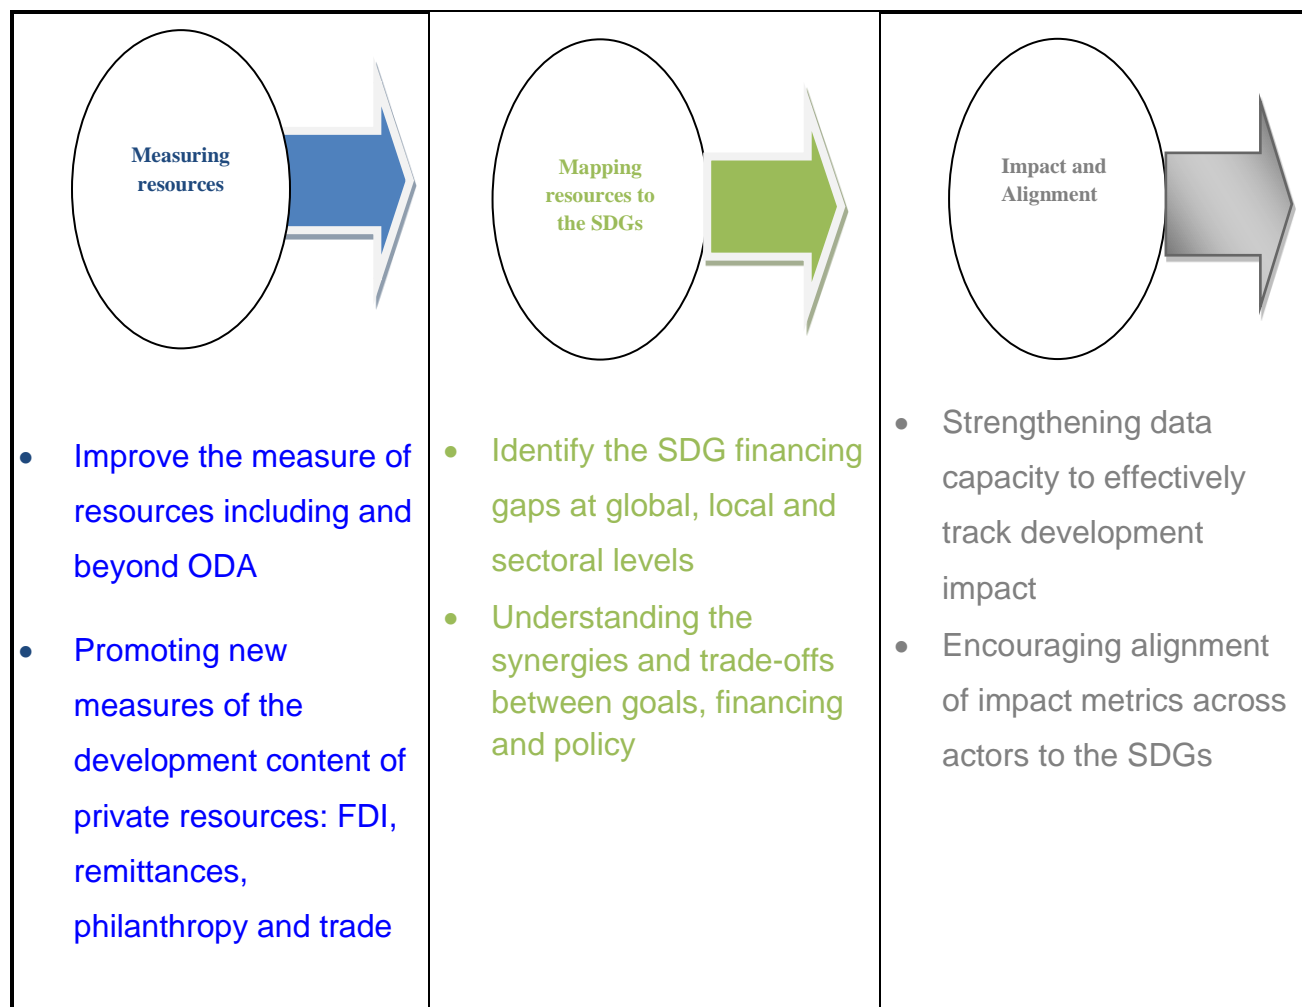 Measuring
resources
• Improve the measure of
resources including and
beyond ODA
• Promoting new
measures of the
development content of
private resources: FDI,
remittances,
philanthropy and trade
Mapping
resources to
the SDGs
• Identify the SDG financing
gaps at global, local and
sectoral levels
• Understanding the
synergies and trade-offs
between goals, financing
and policy
Impact and
Alignment
• Strengthening data
capacity to effectively
track development
impact
• Encouraging alignment
of impact metrics across
actors to the SDGs